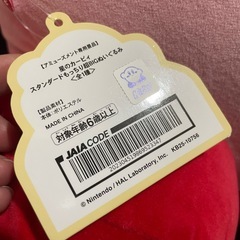 【アミューズメント専用景品】
星のカービィ
スタンダードもっちり超BIGぬいぐるみ
<全1種>
【製品素材】
本体:ポリエステル
MADE IN CHINA
対象年齢6歳以上
JAIA CODE
© Nintendo / HAL Laboratory, Inc. KB25-10756